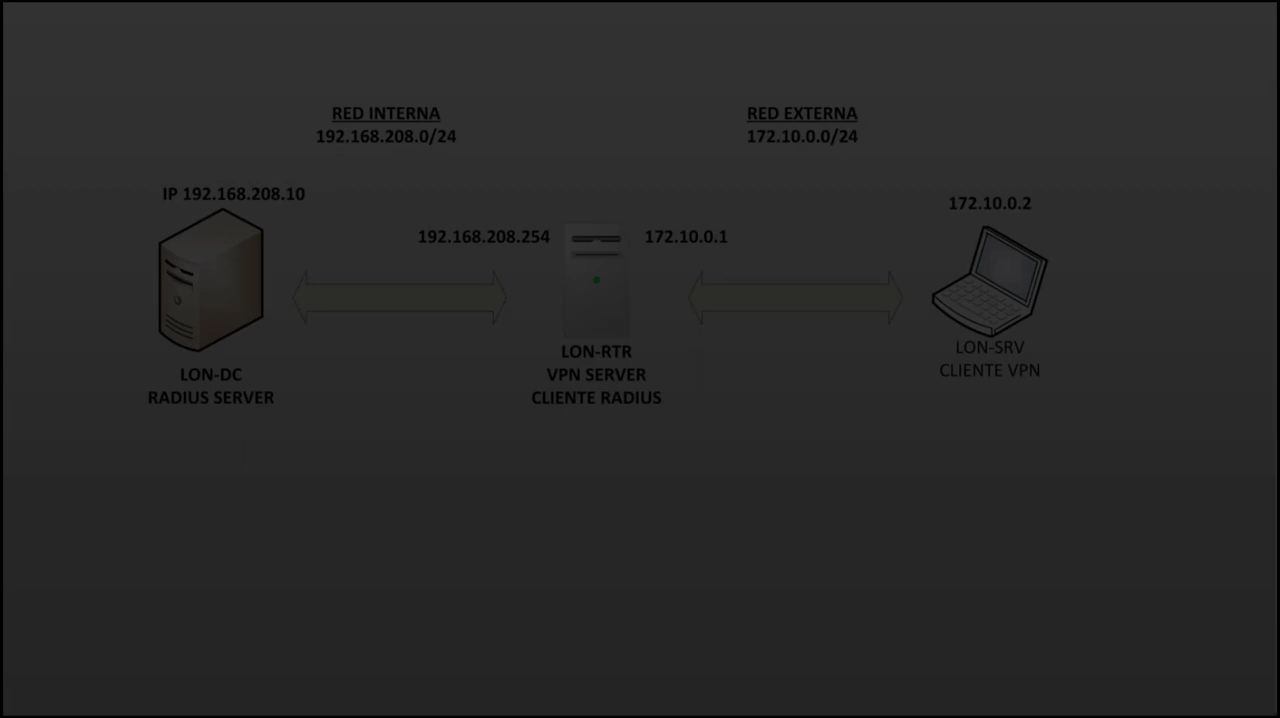 RED INTERNA
192.168.208.0/24
RED EXTERNA
172.10.0.0/24
IP 192.168.208.10
192.168.208.254
172.10.0.1
172.10.0.2
LON-DC
RADIUS SERVER
LON-RTR
VPN SERVER
CLIENTE RADIUS
LON-SRV
CLIENTE VPN